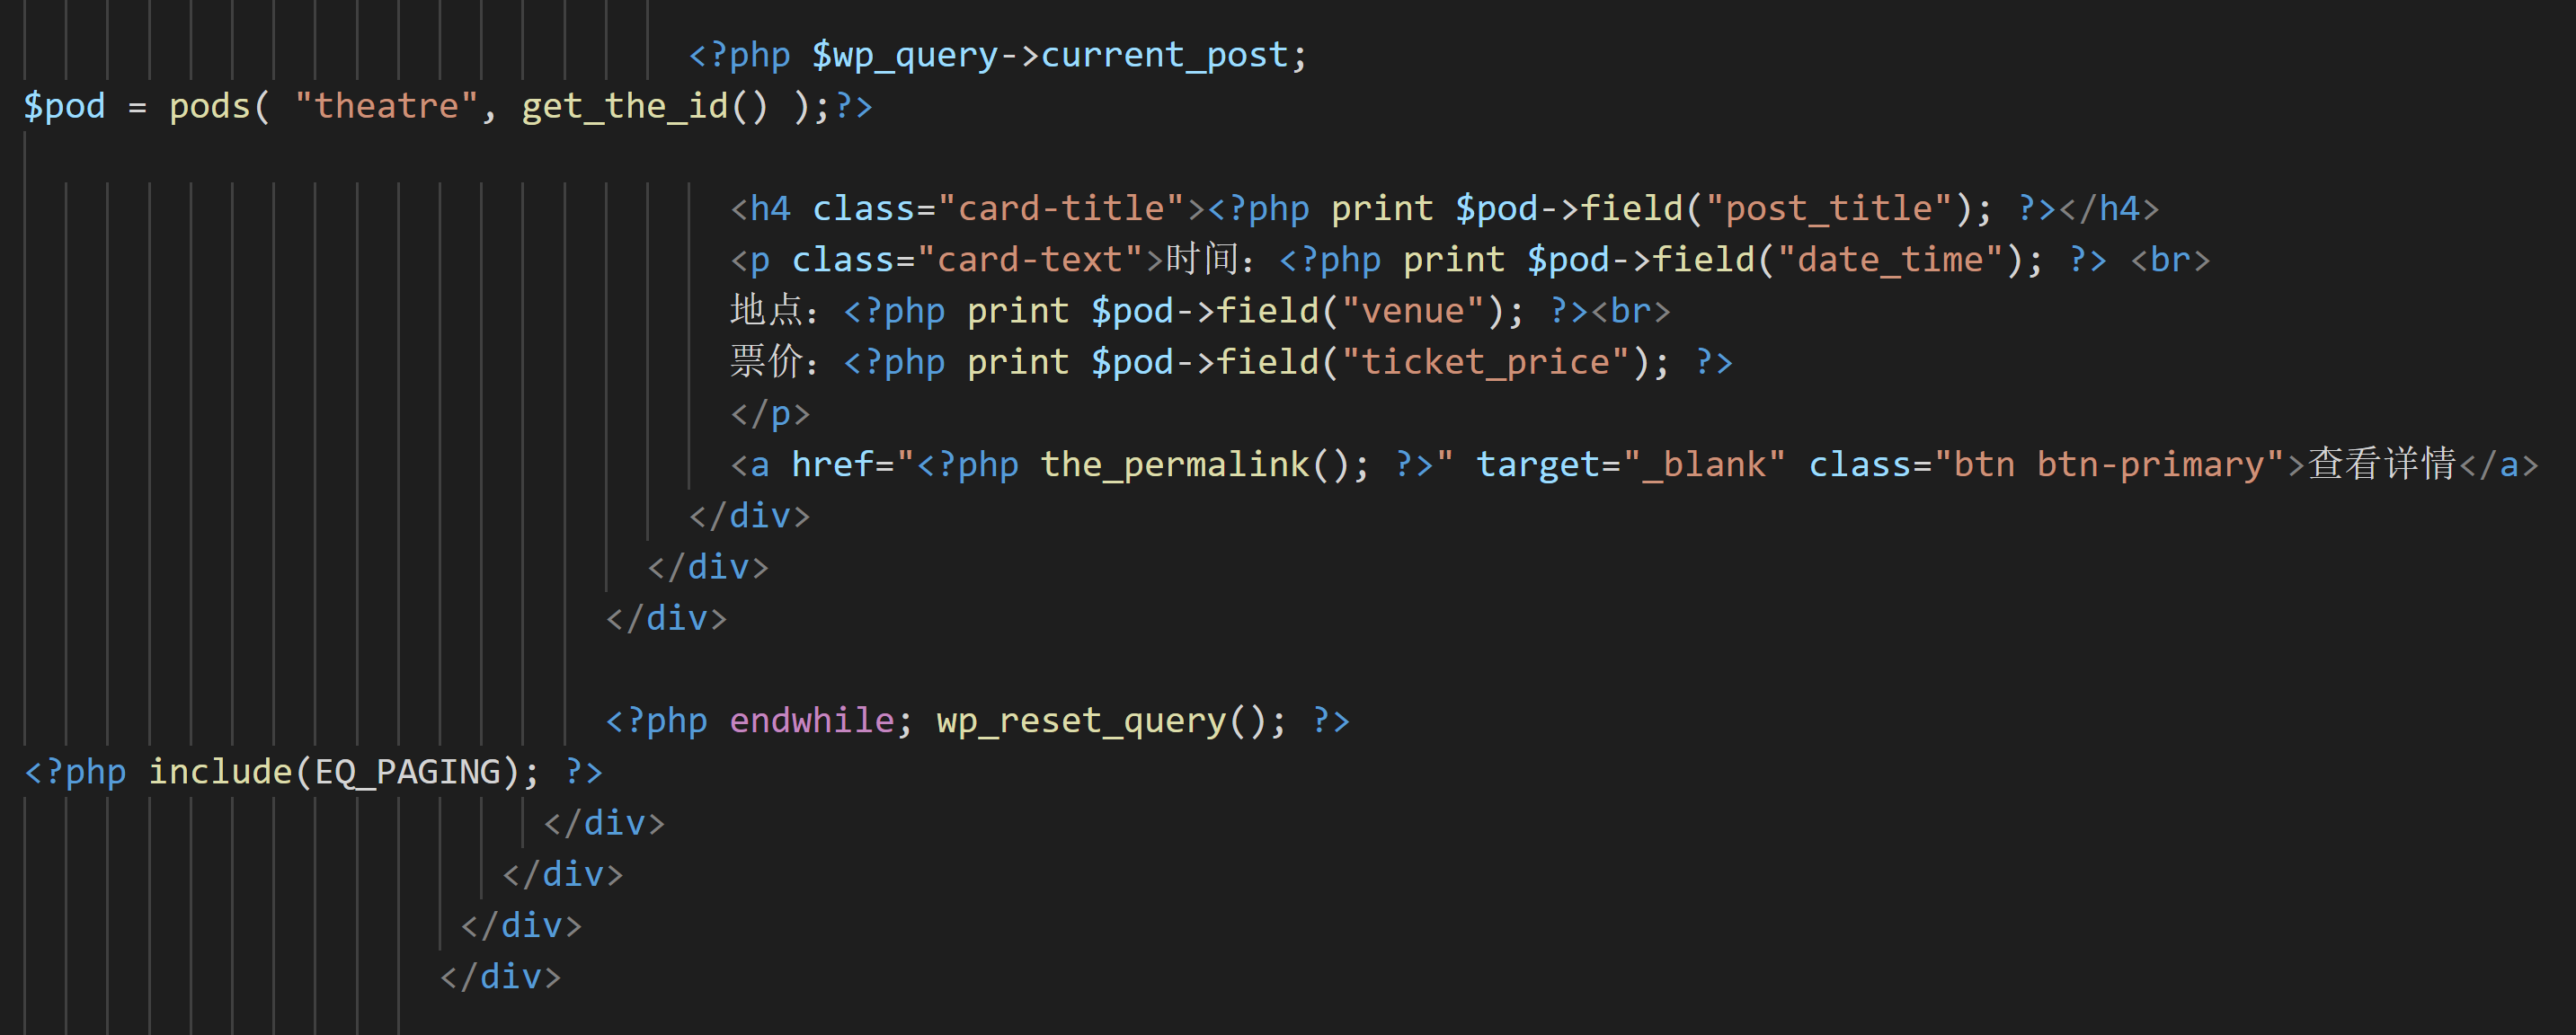 <?php $wp_query->current_post;
$pod = pods( "theatre", get_the_id() );?>
<h4 class="card-title"><?php print $pod->field("post_title"); ?></h4>
<p class="card-text">时间：<?php print $pod->field("date_time"); ?> <br>
地点：<?php print $pod->field("venue"); ?><br>
票价：<?php print $pod->field("ticket_price"); ?>
</p>
<a href="<?php the_permalink(); ?>" target="_blank" class="btn btn-primary">查看详情</a>
</div>
</div>
</div>
<?php endwhile; wp_reset_query(); ?>
<?php include(EQ_PAGING); ?>
</div>
</div>
</div>
</div>